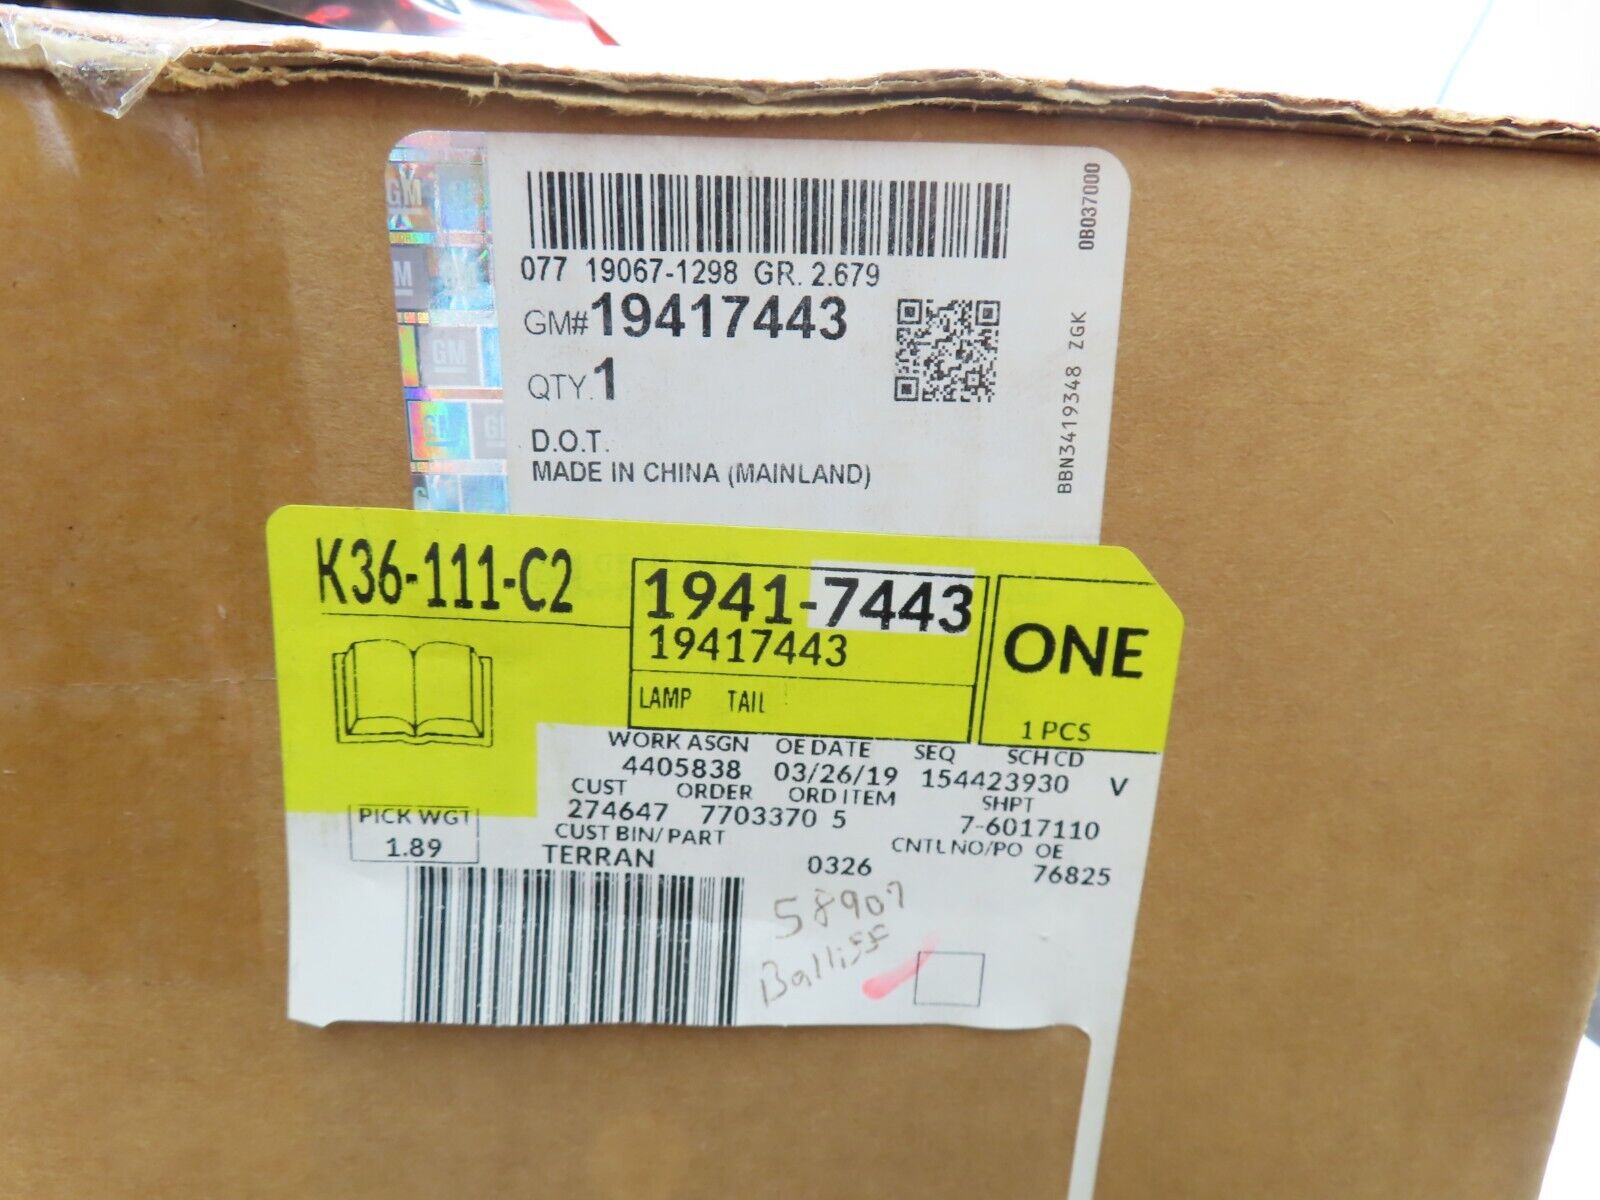 GM
077 19067-1298 GR. 2.679
GM# 19417443
QTY. 1
D.O.T.
MADE IN CHINA (MAINLAND)
0B037000
BBN3419348 ZGK
K36-111-C2
1941-7443
19417443
LAMP TAIL
ONE
1 PCS
WORK ASGN OE DATE SEQ SCH CD
4405838 03/26/19 154423930 V
CUST ORDER ORD ITEM SHPT
274647 7703370 5 7-6017110
CUST BIN/PART CNTL NO/PO OE
TERRAN 0326 76825
PICK WGT
1.89
58907